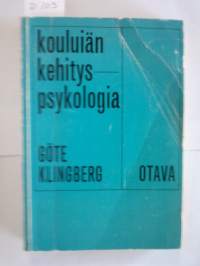 kouluiän
kehitys—
psykologia
GÖTE
KLINGBERG
OTAVA